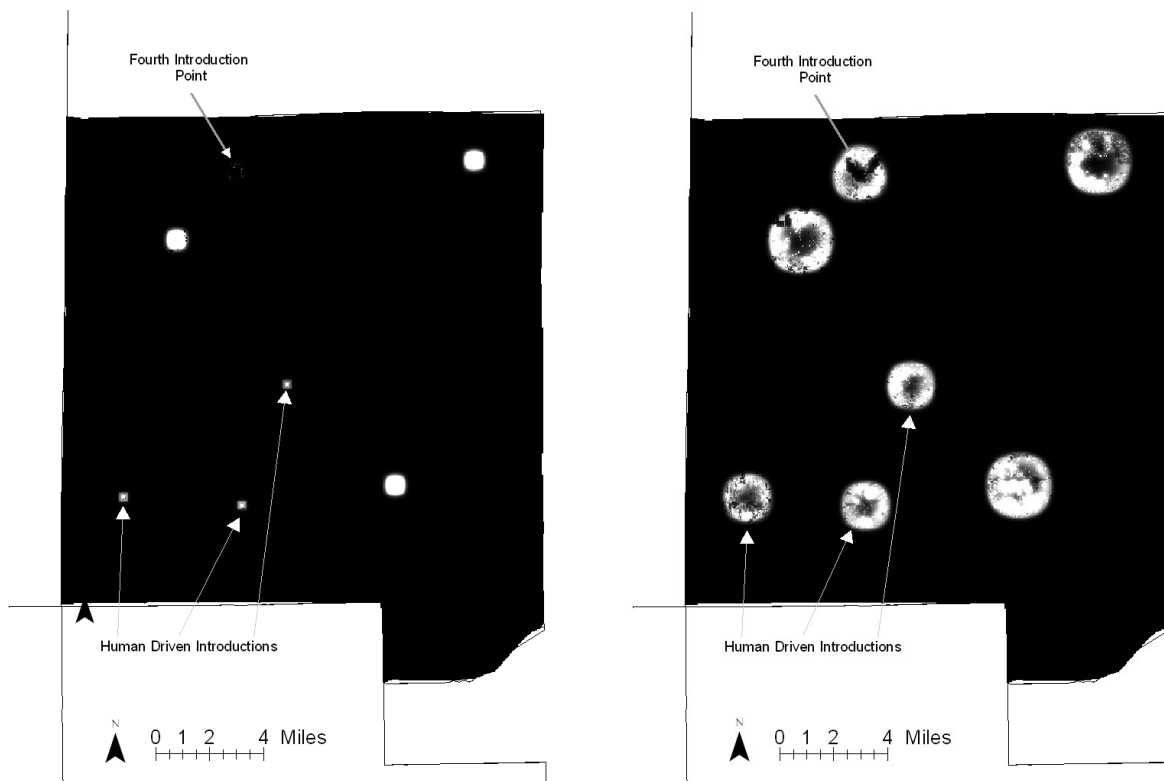 Fourth Introduction
Point
Human Driven Introductions
N
0 1 2 4 Miles
Fourth Introduction
Point
Human Driven Introductions
N
0 1 2 4 Miles